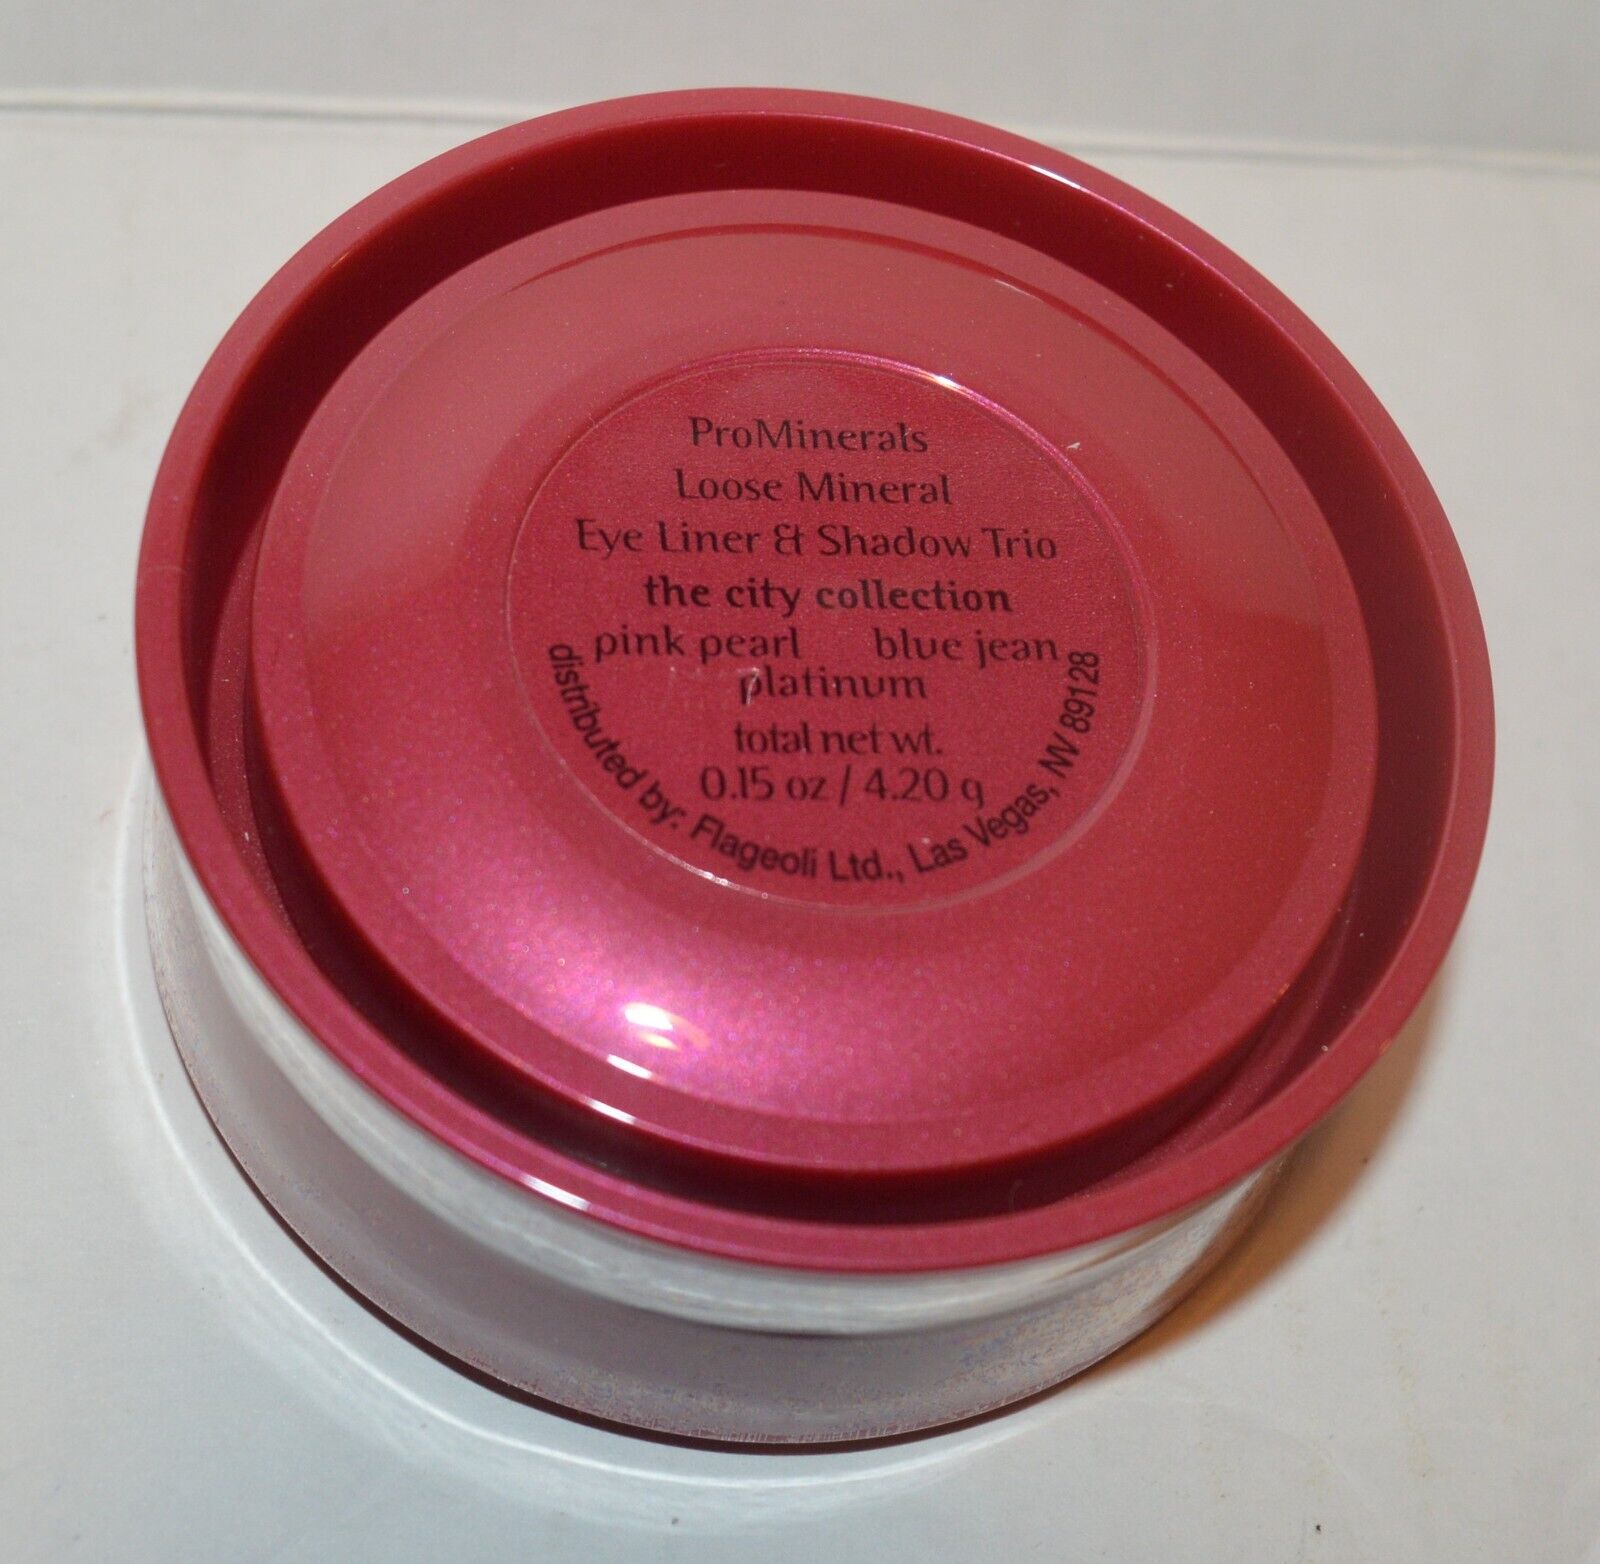 ProMinerals
Loose Mineral
Eye Liner & Shadow Trio
the city collection
pink pearl blue jean
platinum
total net wt.
0.15 oz / 4.20 g
distributed by: Flageoli Ltd., Las Vegas, NV 89128